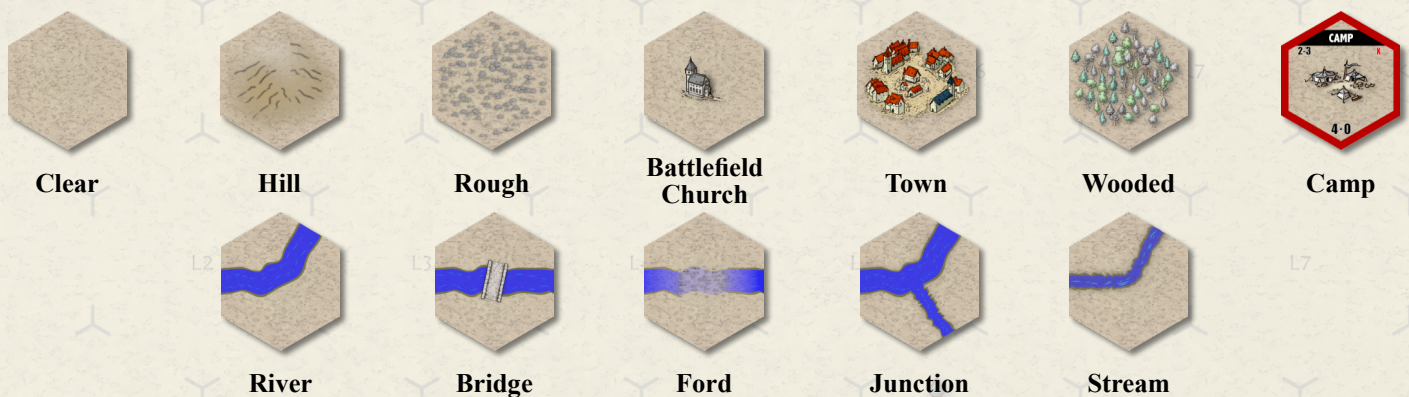 CAMP
2-3 X
4·0
Clear
Hill
Rough
Battlefield
Church
Town
Wooded
Camp
L2
L3
L7
River
Bridge
Ford
Junction
Stream